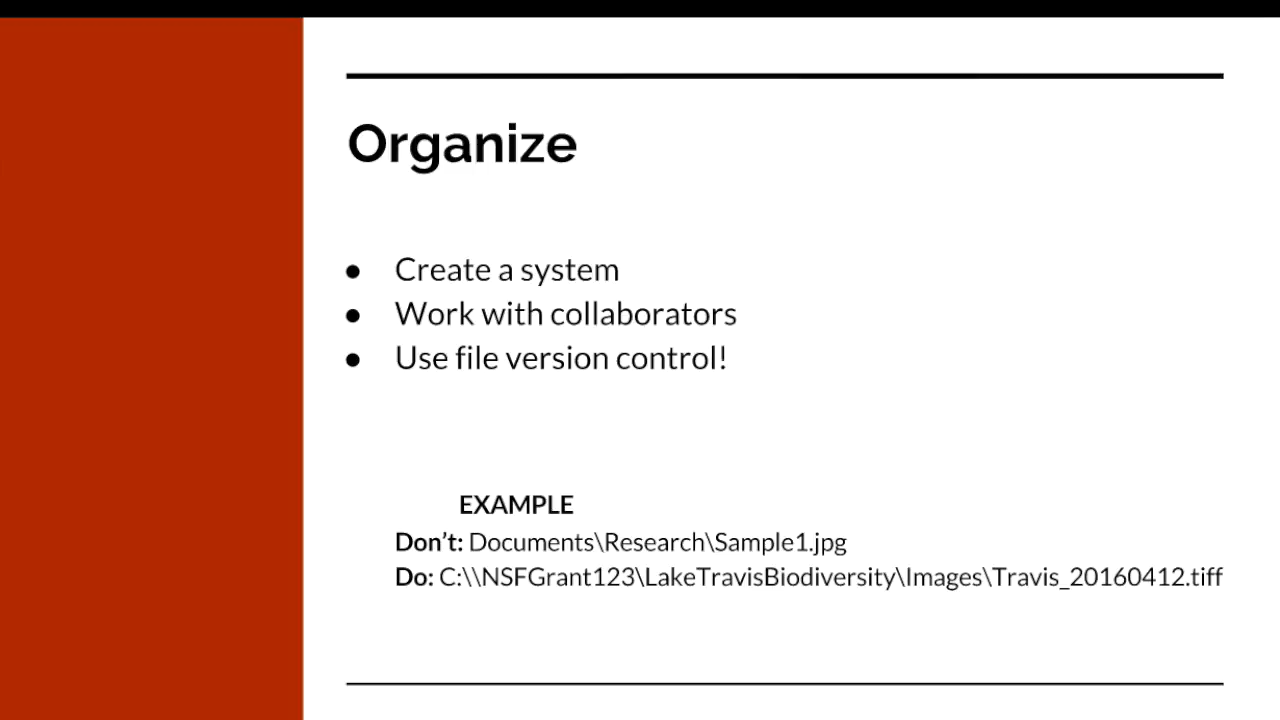 Organize
● Create a system
● Work with collaborators
● Use file version control!
EXAMPLE
Don’t: Documents\Research\Sample1.jpg
Do: C:\\NSFGrant123\LakeTravisBiodiversity\Images\Travis_20160412.tiff